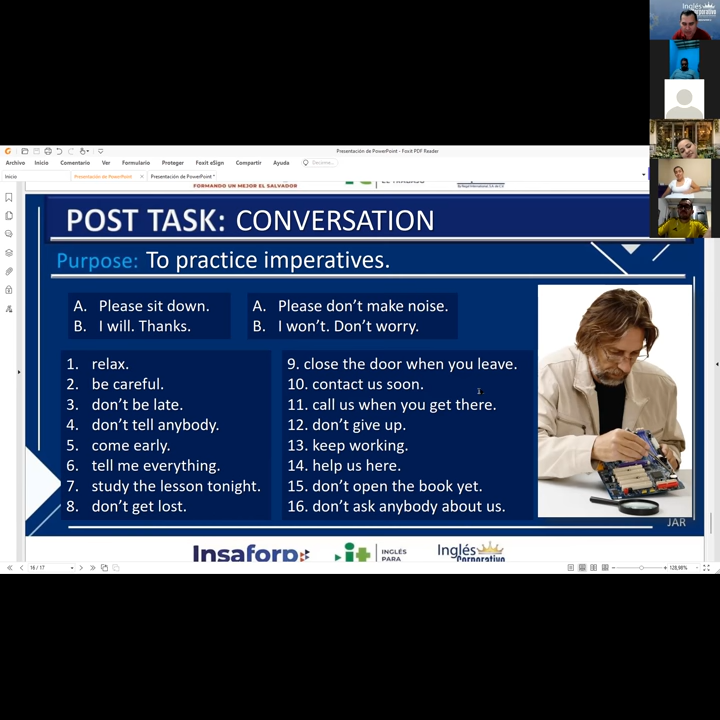 Inglés
Corporativo
Presentación de PowerPoint - Foxit PDF Reader
Archivo Inicio Comentario Ver Formulario Proteger Foxit eSign Compartir Ayuda
Inicio Presentación de PowerPoint Presentación de PowerPoint *
FORMANDO UN MEJOR EL SALVADOR
EL TRABAJO
POST TASK: CONVERSATION
Purpose: To practice imperatives.
A. Please sit down.
B. I will. Thanks.
A. Please don't make noise.
B. I won't. Don't worry.
1. relax.
2. be careful.
3. don't be late.
4. don't tell anybody.
5. come early.
6. tell me everything.
7. study the lesson tonight.
8. don't get lost.
9. close the door when you leave.
10. contact us soon.
11. call us when you get there.
12. don't give up.
13. keep working.
14. help us here.
15. don't open the book yet.
16. don't ask anybody about us.
JAR
Insaforp
INGLÉS
PARA
Inglés
Corporativo
16 / 17
128,98%